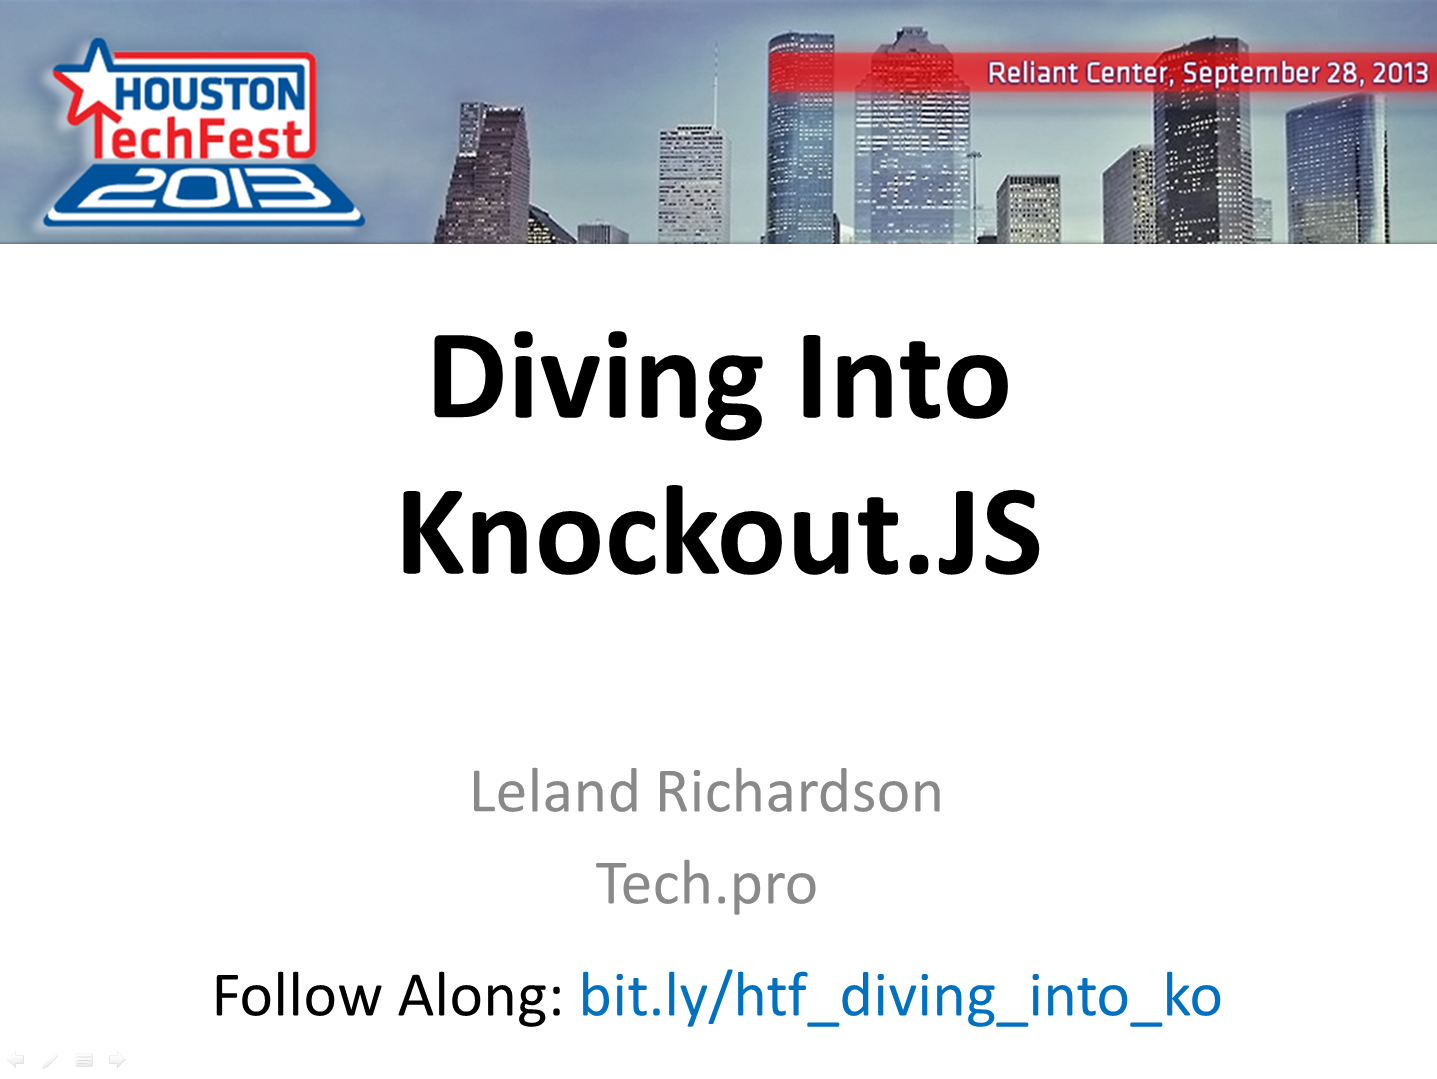 HOUSTON
TechFest
2013
Reliant Center, September 28, 2013
Diving Into
Knockout.JS
Leland Richardson
Tech.pro
Follow Along: bit.ly/htf_diving_into_ko